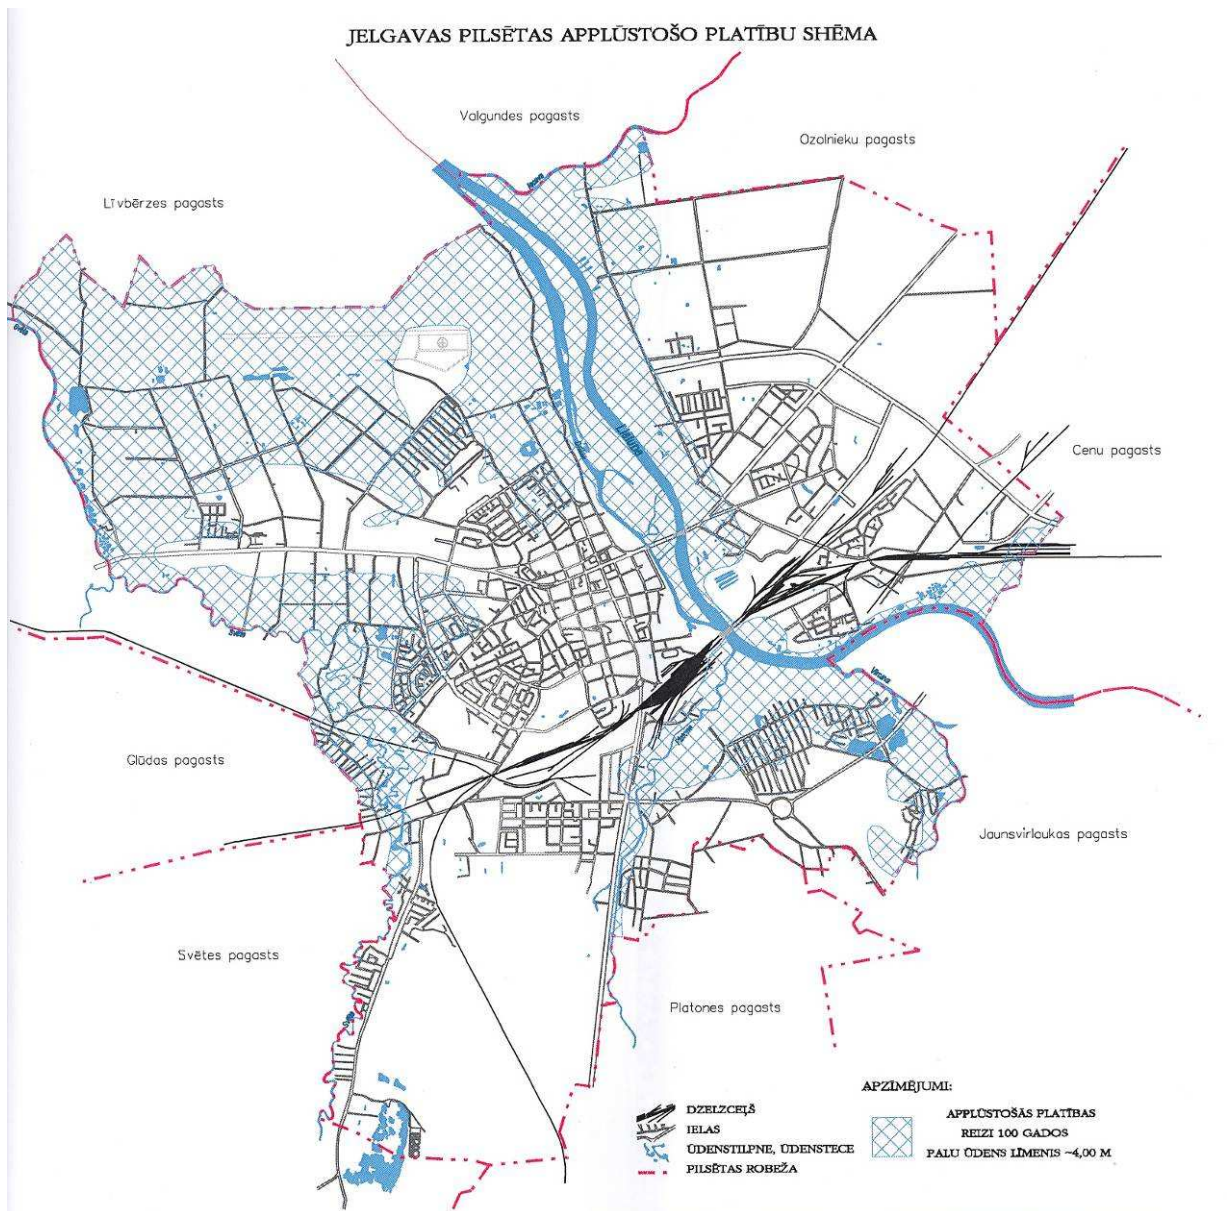 JELGAVAS PILSĒTAS APPLŪSTOŠO PLATĪBU SHĒMA
Valgundes pagasts
Ozolnieku pagasts
Līvbērzes pagasts
Lielupe
Cenu pagasts
Glūdas pagasts
Jaunsvirlaukas pagasts
Svētes pagasts
Platones pagasts
APZĪMĒJUMI:
DZELZCEĻŠ
IELAS
ŪDENSTILPNE, ŪDENSTECE
PILSĒTAS ROBEŽA
APPLŪSTOŠĀS PLATĪBAS
REIZI 100 GADOS
PALU ŪDENS LĪMENIS ~4,00 M